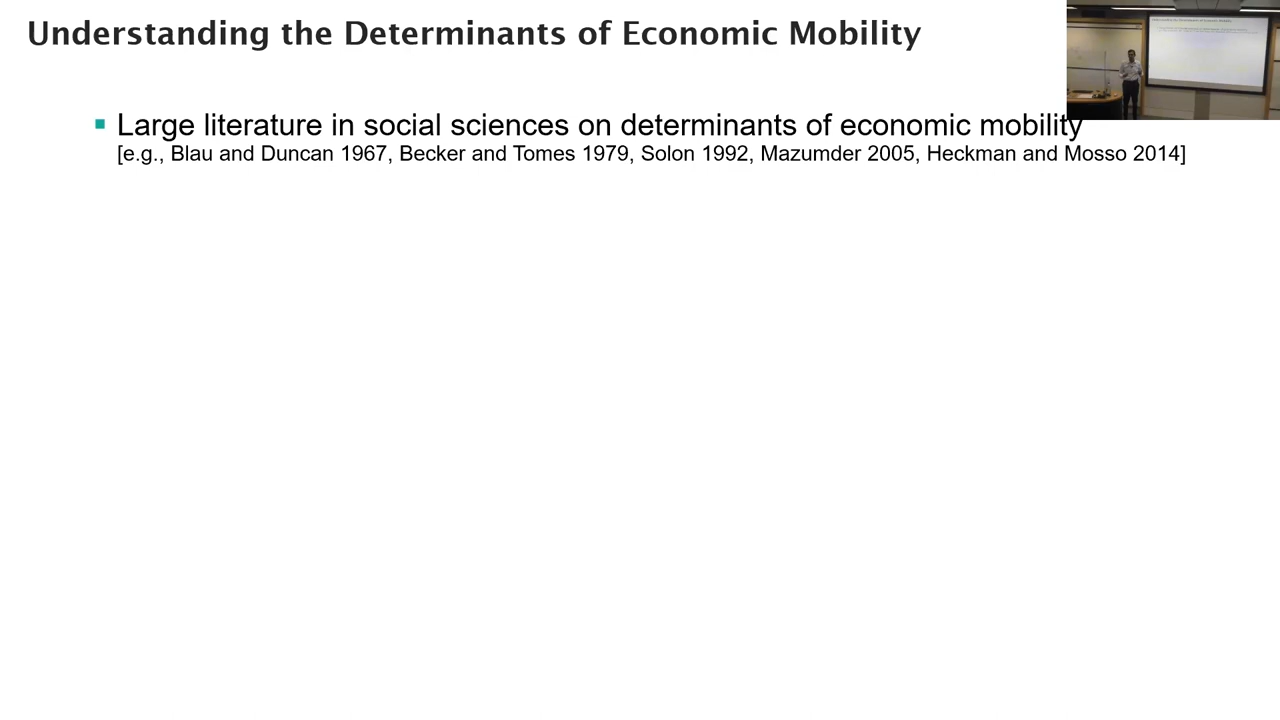 Understanding the Determinants of Economic Mobility
Large literature in social sciences on determinants of economic mobility
[e.g., Blau and Duncan 1967, Becker and Tomes 1979, Solon 1992, Mazumder 2005, Heckman and Mosso 2014]